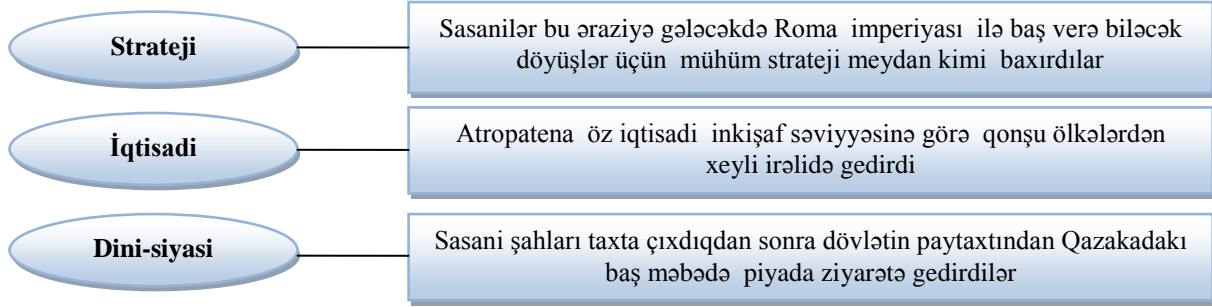 Strateji
Sasanilər bu əraziyə gələcəkdə Roma imperiyası ilə baş verə biləcək
döyüşlər üçün mühüm strateji meydan kimi baxırdılar
İqtisadi
Atropatena öz iqtisadi inkişaf səviyyəsinə görə qonşu ölkələrdən
xeyli irəlidə gedirdi
Dini-siyasi
Sasani şahları taxta çıxdıqdan sonra dövlətin paytaxtından Qazakadakı
baş məbədə piyada ziyarətə gedirdilər